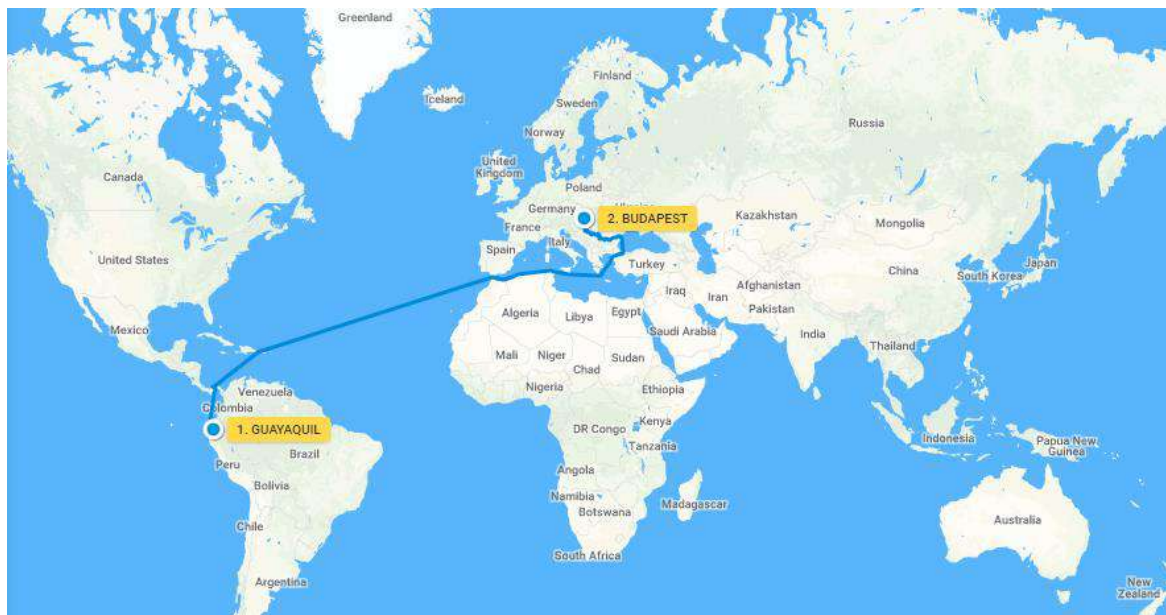 Greenland
Iceland
Finland
Sweden
Norway
Russia
Canada
United
Kingdom
Poland
Germany
2. BUDAPEST
France
Kazakhstan
Mongolia
Italy
Spain
Turkey
United States
China
South Korea
Japan
Afghanistan
Iraq
Iran
Pakistan
Algeria
Libya
Egypt
Saudi Arabia
India
Mexico
Thailand
Mali
Niger
Chad
Sudan
Nigeria
Ethiopia
Venezuela
Colombia
1. GUAYAQUIL
DR Congo
Kenya
Tanzania
Indonesia
Papua New
Guinea
Peru
Brazil
Bolivia
Angola
Namibia
Botswana
Madagascar
Chile
South Africa
Australia
Argentina
New
Zealand